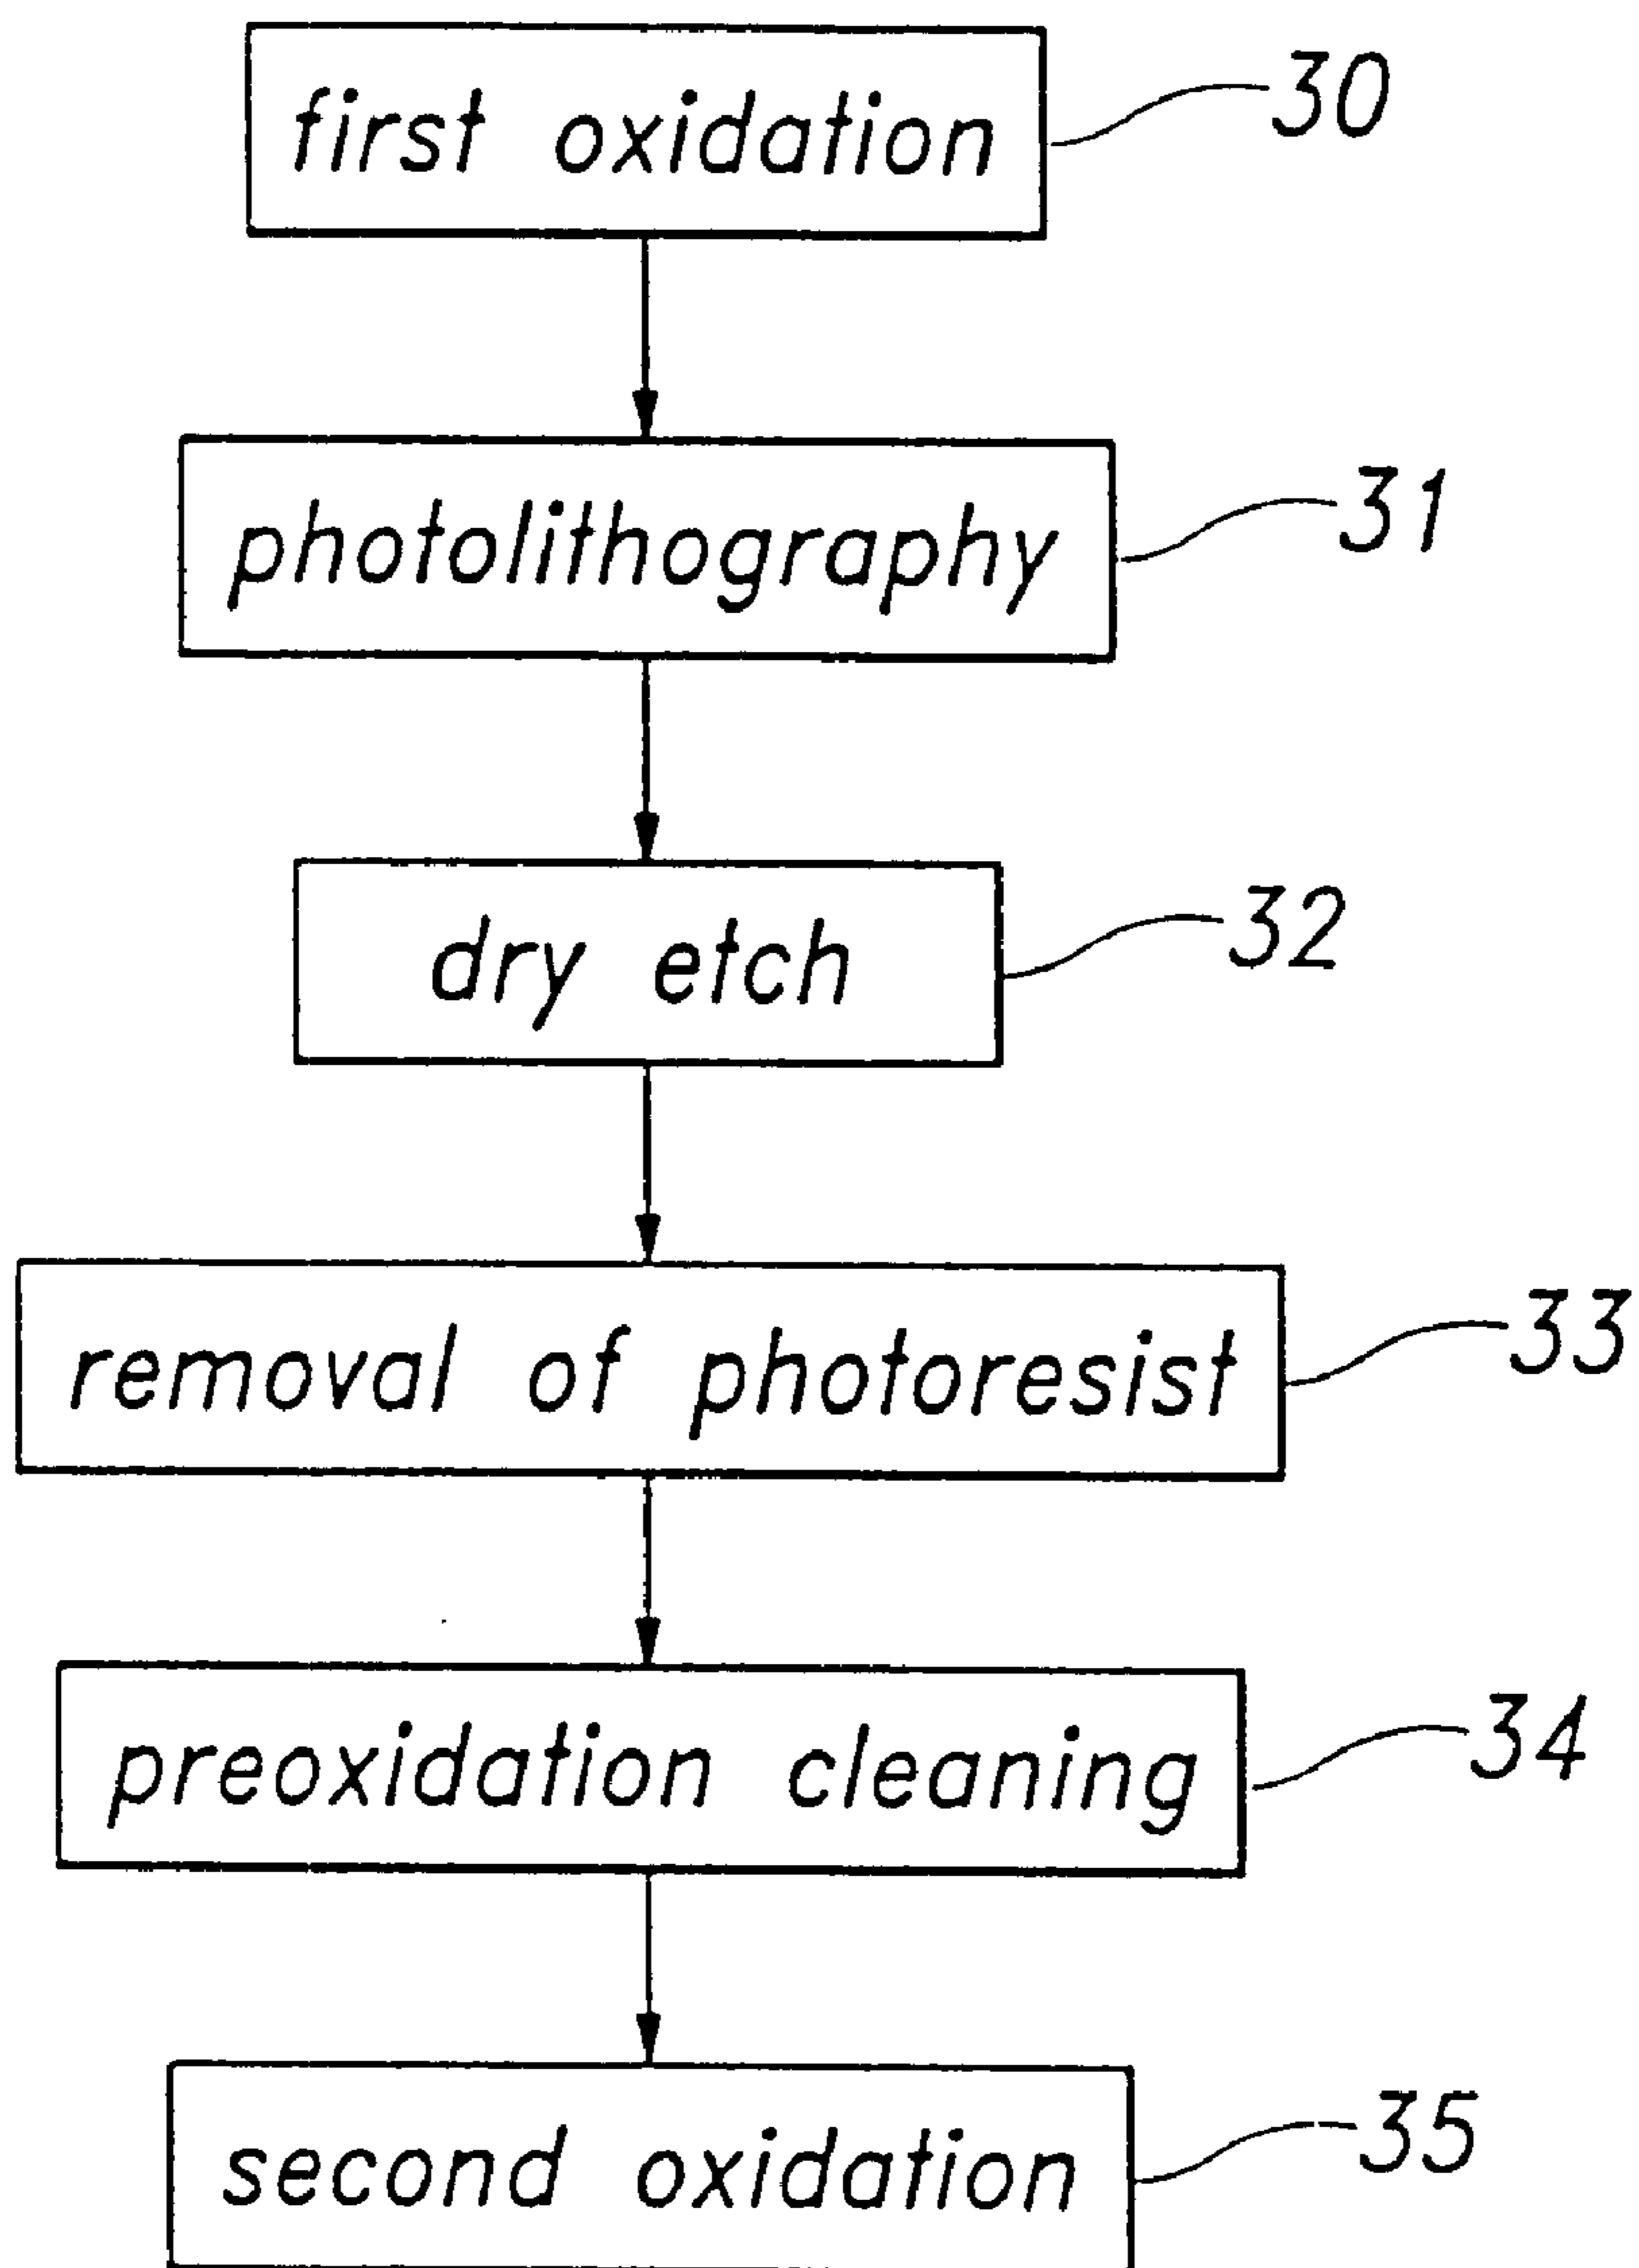 first oxidation 30
photolithography 31
dry etch 32
removal of photoresist 33
preoxidation cleaning 34
second oxidation 35